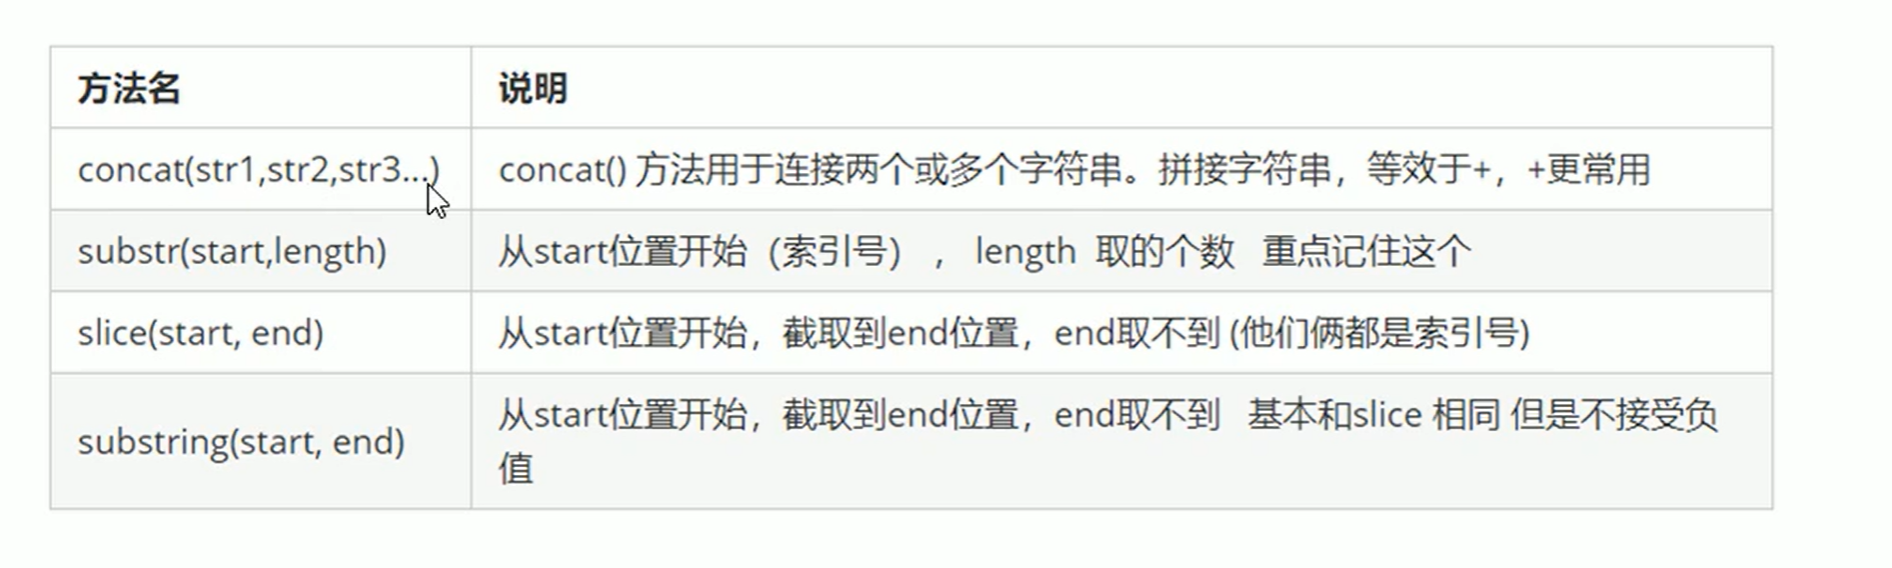 方法名 说明
concat(str1,str2,str3...) concat() 方法用于连接两个或多个字符串。拼接字符串，等效于+，+更常用
substr(start,length) 从start位置开始（索引号）， length 取的个数 重点记住这个
slice(start, end) 从start位置开始，截取到end位置，end取不到 (他们俩都是索引号)
substring(start, end) 从start位置开始，截取到end位置，end取不到 基本和slice 相同 但是不接受负
值